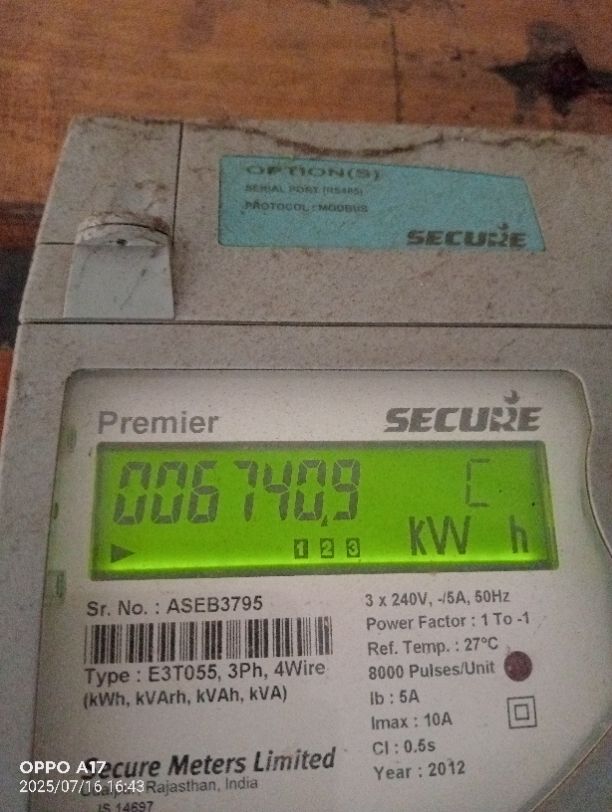 OPTION(S)
SERIAL PORT (RS485)
PROTOCOL : MODBUS
SECURE
Premier
SECURE
006740.9 C
1 2 3 kW h
Sr. No. : ASEB3795
Type : E3T055, 3Ph, 4Wire
(kWh, kVArh, kVAh, kVA)
3 x 240V, -/5A, 50Hz
Power Factor : 1 To -1
Ref. Temp. : 27°C
8000 Pulses/Unit
Ib : 5A
Imax : 10A
Cl : 0.5s
Year : 2012
Secure Meters Limited
Rajasthan, India
IS 14697
OPPO A17
2025/07/16 16:43